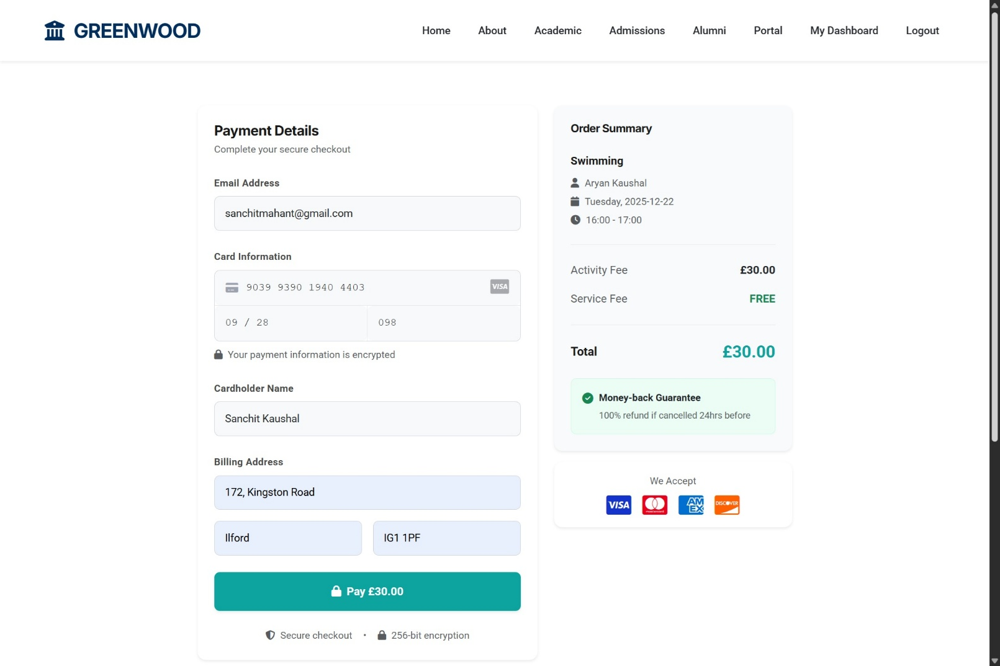 GREENWOOD
Home About Academic Admissions Alumni Portal My Dashboard Logout
Payment Details
Complete your secure checkout
Email Address
sanchitmahant@gmail.com
Card Information
9039 9390 1940 4403 VISA
09 / 28 098
Your payment information is encrypted
Cardholder Name
Sanchit Kaushal
Billing Address
172, Kingston Road
Ilford IG1 1PF
Pay £30.00
Secure checkout • 256-bit encryption
Order Summary
Swimming
Aryan Kaushal
Tuesday, 2025-12-22
16:00 - 17:00
Activity Fee £30.00
Service Fee FREE
Total £30.00
Money-back Guarantee
100% refund if cancelled 24hrs before
We Accept
VISA mastercard AMEX DISCOVER